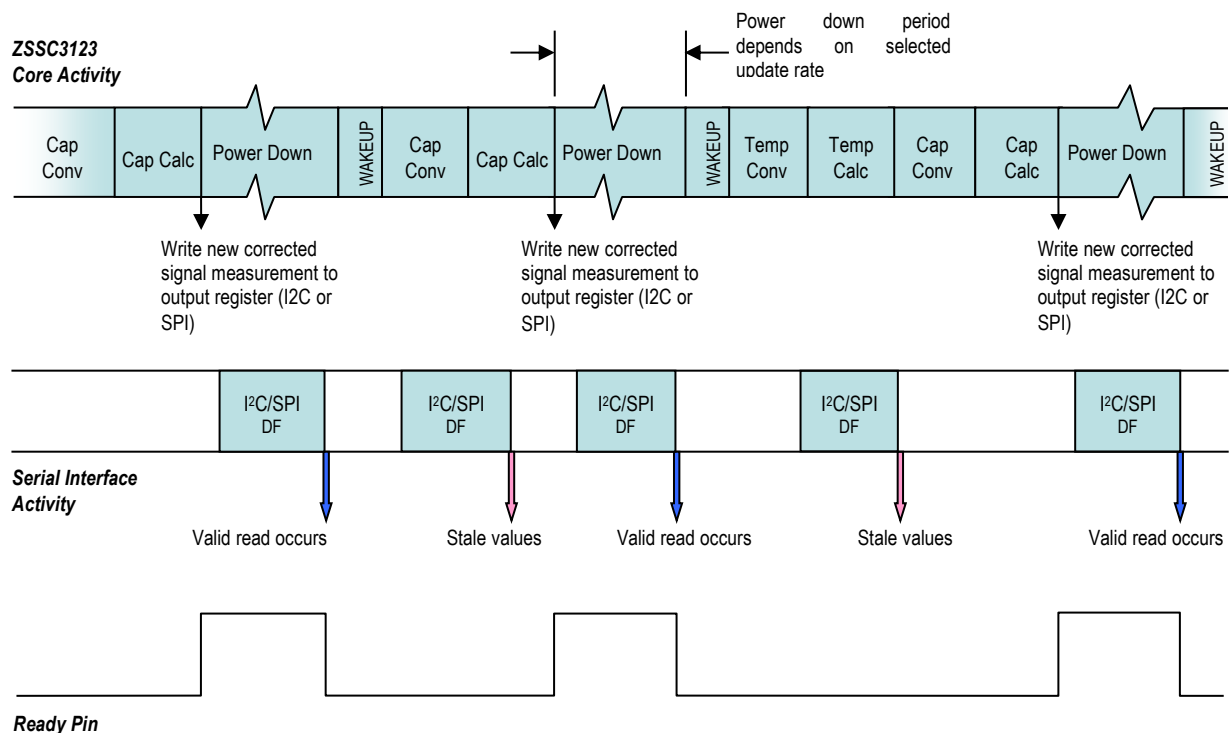 ZSSC3123
Core Activity
Power down period
depends on selected
update rate
Cap
Conv
Cap Calc
Power Down
WAKEUP
Cap
Conv
Cap Calc
Power Down
WAKEUP
Temp
Conv
Temp
Calc
Cap
Conv
Cap
Calc
Power Down
WAKEUP
Write new corrected
signal measurement to
output register (I2C or
SPI)
Write new corrected
signal measurement to
output register (I2C or
SPI)
Write new corrected
signal measurement to
output register (I2C or
SPI)
I²C/SPI
DF
I²C/SPI
DF
I²C/SPI
DF
I²C/SPI
DF
I²C/SPI
DF
Serial Interface
Activity
Valid read occurs
Stale values
Valid read occurs
Stale values
Valid read occurs
Ready Pin